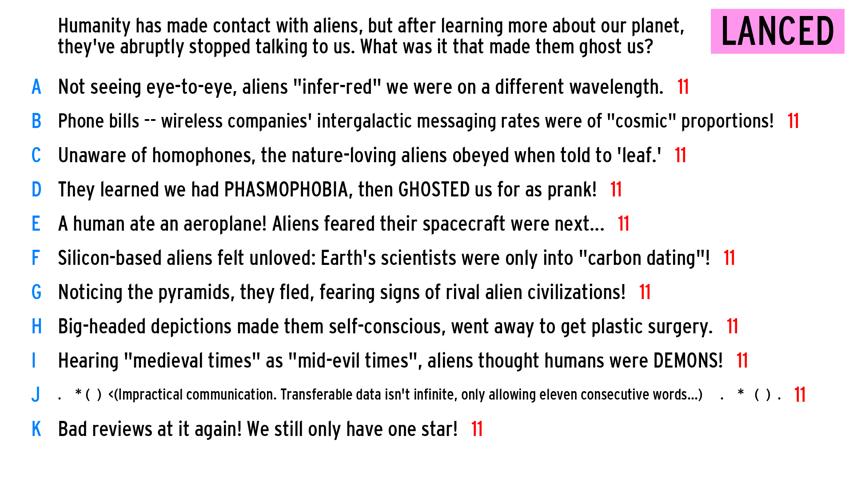 Humanity has made contact with aliens, but after learning more about our planet,
they've abruptly stopped talking to us. What was it that made them ghost us?
LANCED
A Not seeing eye-to-eye, aliens "infer-red" we were on a different wavelength. 11
B Phone bills -- wireless companies' intergalactic messaging rates were of "cosmic" proportions! 11
C Unaware of homophones, the nature-loving aliens obeyed when told to 'leaf.' 11
D They learned we had PHASMOPHOBIA, then GHOSTED us for as prank! 11
E A human ate an aeroplane! Aliens feared their spacecraft were next... 11
F Silicon-based aliens felt unloved: Earth's scientists were only into "carbon dating"! 11
G Noticing the pyramids, they fled, fearing signs of rival alien civilizations! 11
H Big-headed depictions made them self-conscious, went away to get plastic surgery. 11
I Hearing "medieval times" as "mid-evil times", aliens thought humans were DEMONS! 11
J . *( ) <(Impractical communication. Transferable data isn't infinite, only allowing eleven consecutive words...) . * ( ) . 11
K Bad reviews at it again! We still only have one star! 11